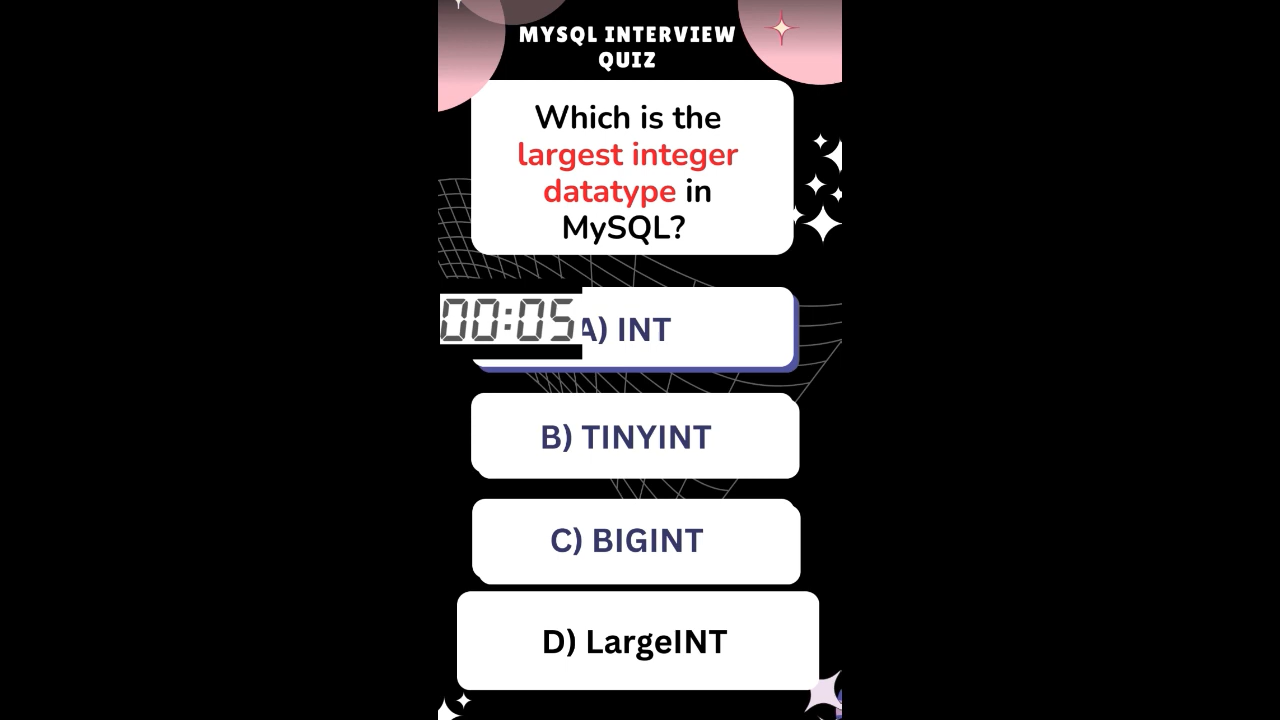 MYSQL INTERVIEW
QUIZ
Which is the
largest integer
datatype in
MySQL?
00:05
A) INT
B) TINYINT
C) BIGINT
D) LargeINT